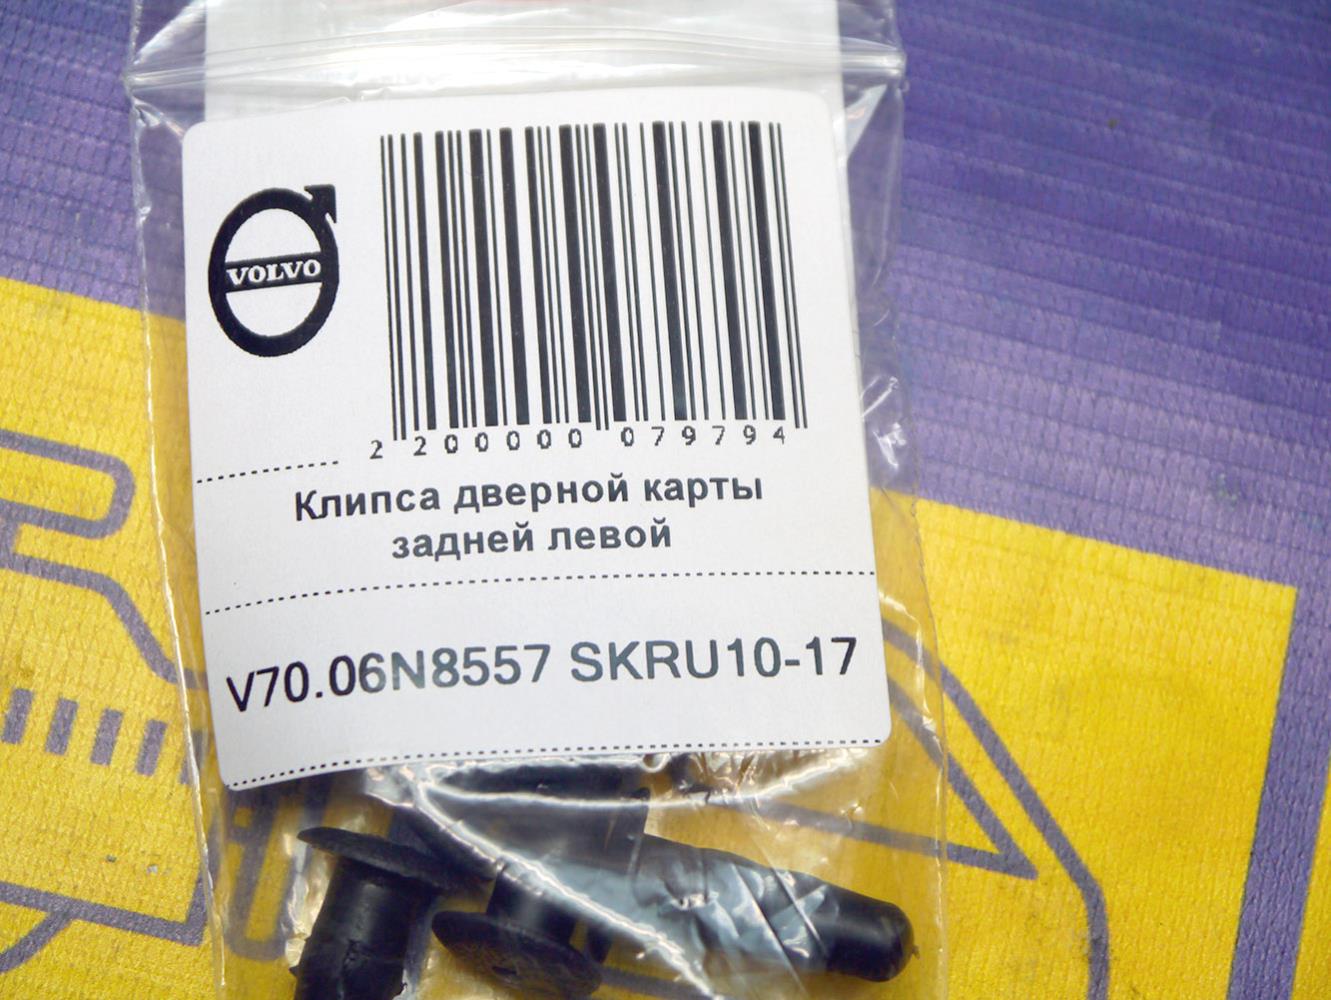 VOLVO
2 200000 079794
Клипса дверной карты
задней левой
V70.06N8557 SKRU10-17